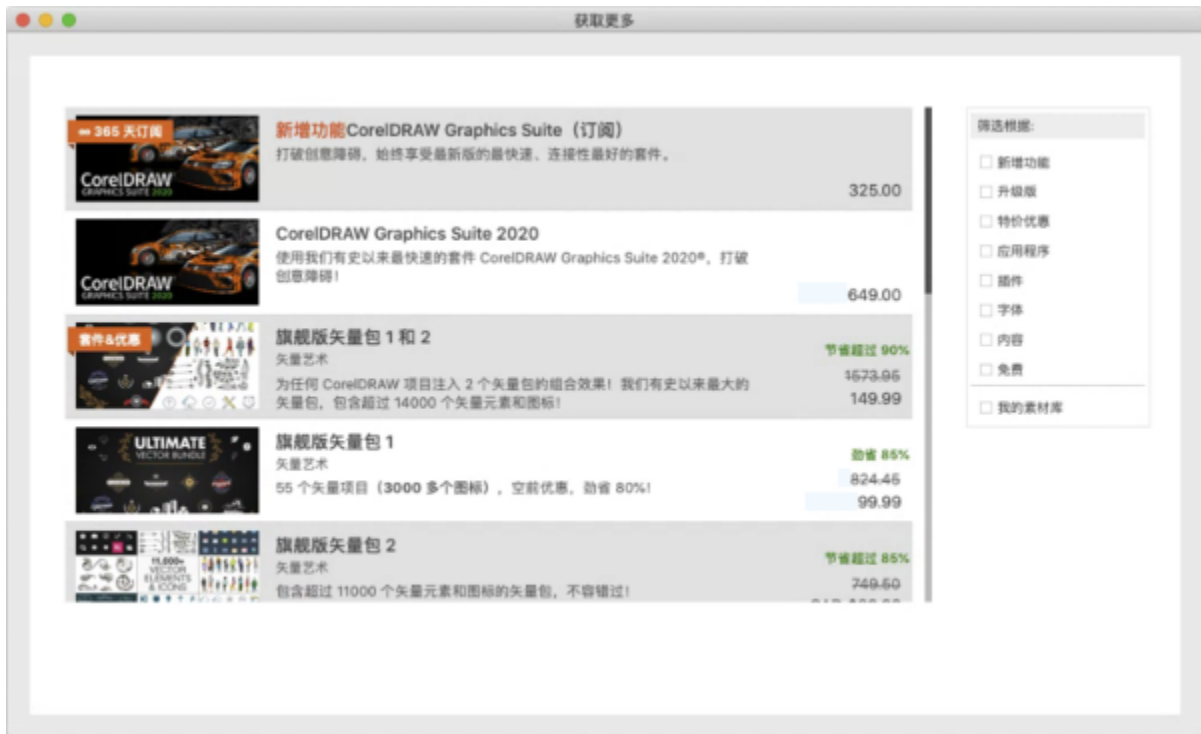 获取更多
∞ 365 天订阅
CorelDRAW
GRAPHICS SUITE 2020
新增功能CorelDRAW Graphics Suite（订阅）
打破创意障碍，始终享受最新版的最快速、连接性最好的套件。
325.00
CorelDRAW
GRAPHICS SUITE 2020
CorelDRAW Graphics Suite 2020
使用我们有史以来最快速的套件 CorelDRAW Graphics Suite 2020®，打破
创意障碍！
649.00
套件&优惠
旗舰版矢量包 1 和 2
矢量艺术
为任何 CorelDRAW 项目注入 2 个矢量包的组合效果！我们有史以来最大的
矢量包，包含超过 14000 个矢量元素和图标！
节省超过 90%
1573.95
149.99
ULTIMATE
VECTOR BUNDLE
旗舰版矢量包 1
矢量艺术
55 个矢量项目（3000 多个图标），空前优惠，劲省 80%!
劲省 85%
824.45
99.99
11,000+
VECTOR
ELEMENTS
& ICONS
旗舰版矢量包 2
矢量艺术
包含超过 11000 个矢量元素和图标的矢量包，不容错过！
节省超过 85%
749.50
筛选根据:
新增功能
升级版
特价优惠
应用程序
插件
字体
内容
免费
我的素材库